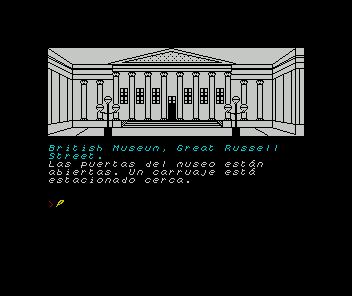 British Museum, Great Russell
Street.
Las puertas del museo están
abiertas. Un carruaje está
estacionado cerca.
>